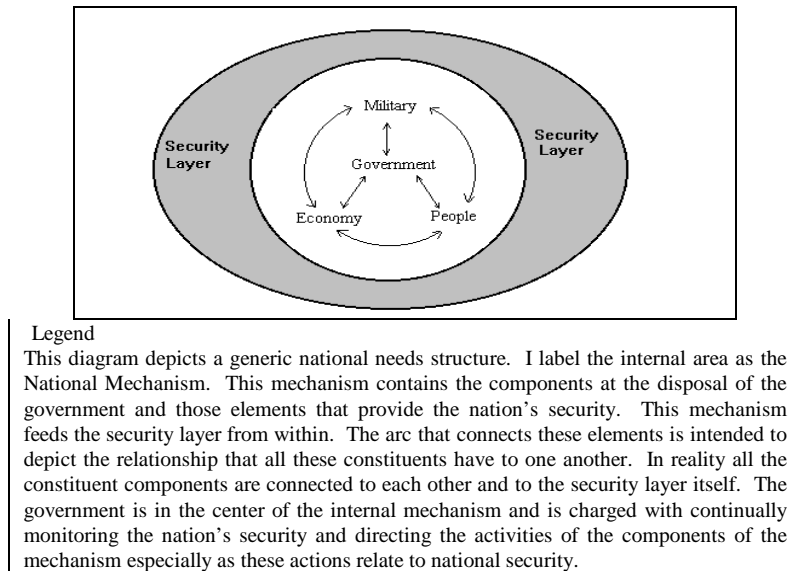 Military
Security Layer
Security Layer
Government
Economy
People
Legend
This diagram depicts a generic national needs structure. I label the internal area as the
National Mechanism. This mechanism contains the components at the disposal of the
government and those elements that provide the nation's security. This mechanism
feeds the security layer from within. The arc that connects these elements is intended to
depict the relationship that all these constituents have to one another. In reality all the
constituent components are connected to each other and to the security layer itself. The
government is in the center of the internal mechanism and is charged with continually
monitoring the nation's security and directing the activities of the components of the
mechanism especially as these actions relate to national security.